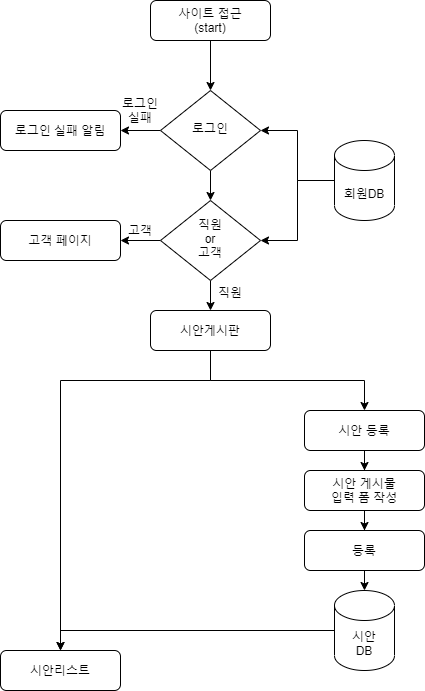 사이트 접근
(start)
로그인
실패
로그인 실패 알림
로그인
회원DB
고객 페이지
고객
직원
or
고객
직원
시안게시판
시안 등록
시안 게시물
입력 폼 작성
등록
시안
DB
시안리스트